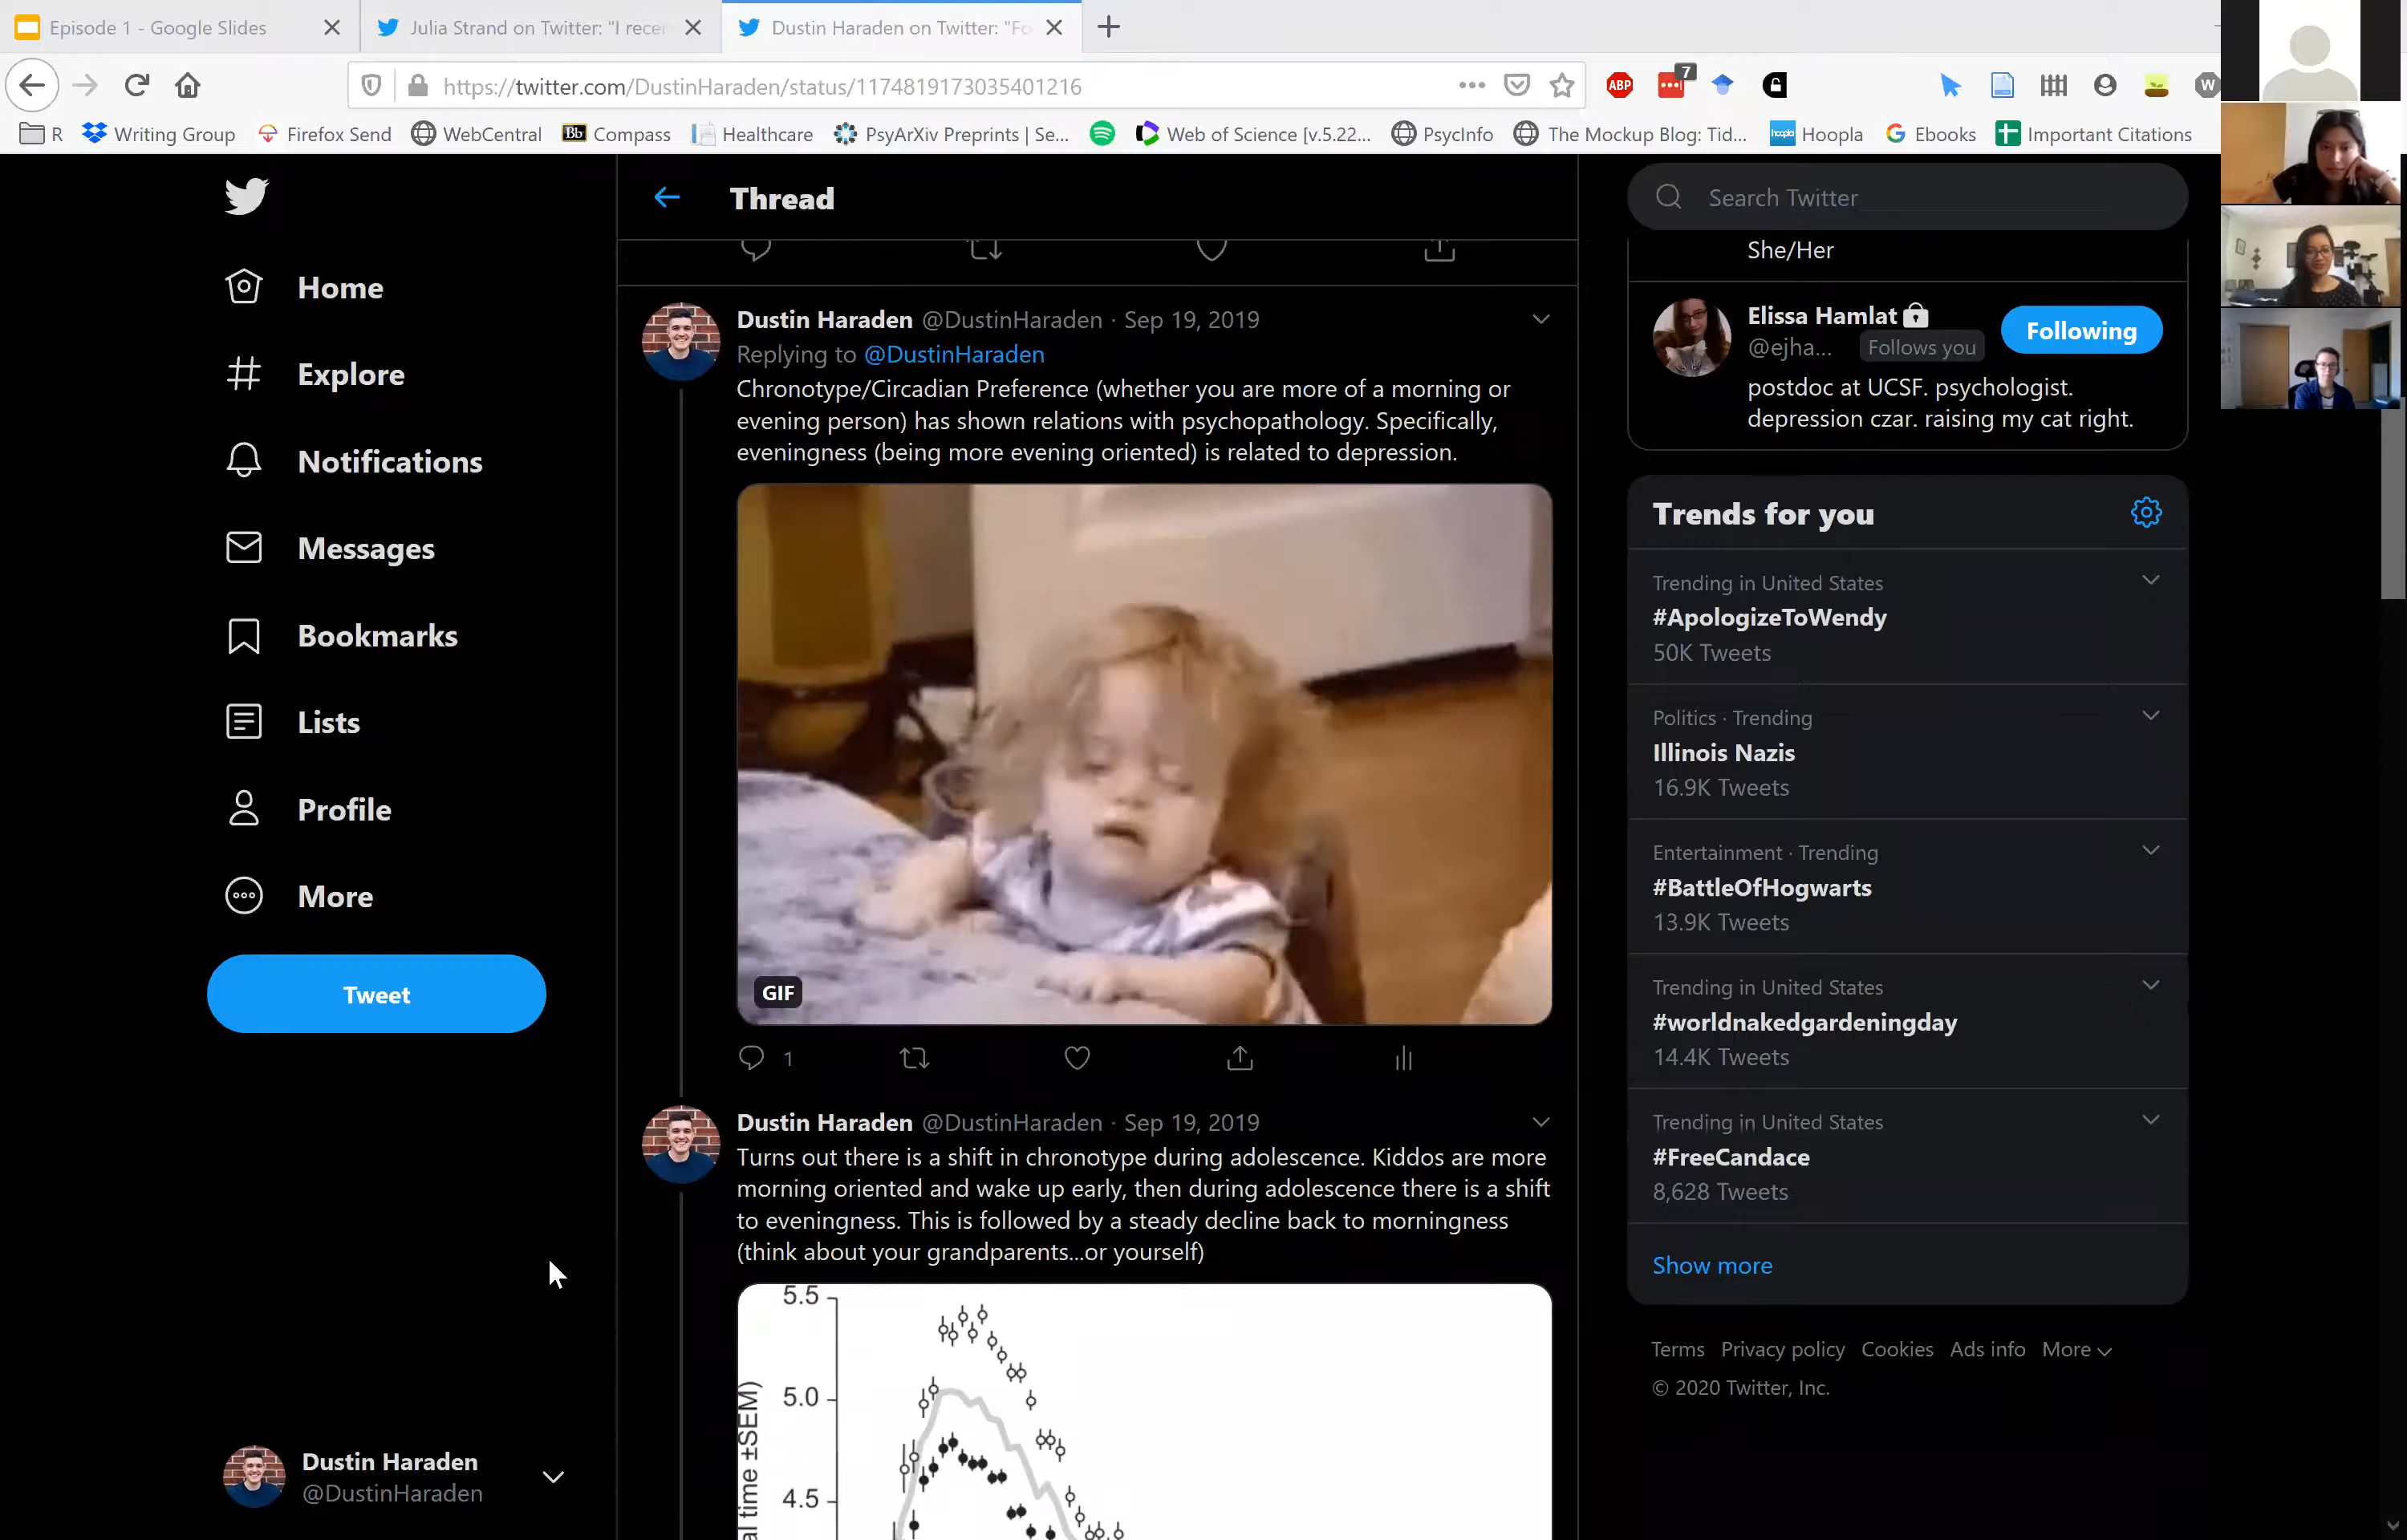 Episode 1 - Google Slides
Julia Strand on Twitter: "I recen
Dustin Haraden on Twitter: "Fo
https://twitter.com/DustinHaraden/status/1174819173035401216
ABP
7
W
R
Writing Group
Firefox Send
WebCentral
Bb
Compass
Healthcare
PsyArXiv Preprints | Se...
Web of Science [v.5.22...
PsycInfo
The Mockup Blog: Tid...
hoopla
Hoopla
Ebooks
Important Citations
Home
Explore
Notifications
Messages
Bookmarks
Lists
Profile
More
Tweet
Dustin Haraden
@DustinHaraden
Thread
Dustin Haraden @DustinHaraden · Sep 19, 2019
Replying to @DustinHaraden
Chronotype/Circadian Preference (whether you are more of a morning or
evening person) has shown relations with psychopathology. Specifically,
eveningness (being more evening oriented) is related to depression.
GIF
1
Dustin Haraden @DustinHaraden · Sep 19, 2019
Turns out there is a shift in chronotype during adolescence. Kiddos are more
morning oriented and wake up early, then during adolescence there is a shift
to eveningness. This is followed by a steady decline back to morningness
(think about your grandparents...or yourself)
5.5
5.0
4.5
al time ±SEM)
Search Twitter
She/Her
Elissa Hamlat
@ejha...
Follows you
Following
postdoc at UCSF. psychologist.
depression czar. raising my cat right.
Trends for you
Trending in United States
#ApologizeToWendy
50K Tweets
Politics · Trending
Illinois Nazis
16.9K Tweets
Entertainment · Trending
#BattleOfHogwarts
13.9K Tweets
Trending in United States
#worldnakedgardeningday
14.4K Tweets
Trending in United States
#FreeCandace
8,628 Tweets
Show more
Terms Privacy policy Cookies Ads info More
© 2020 Twitter, Inc.